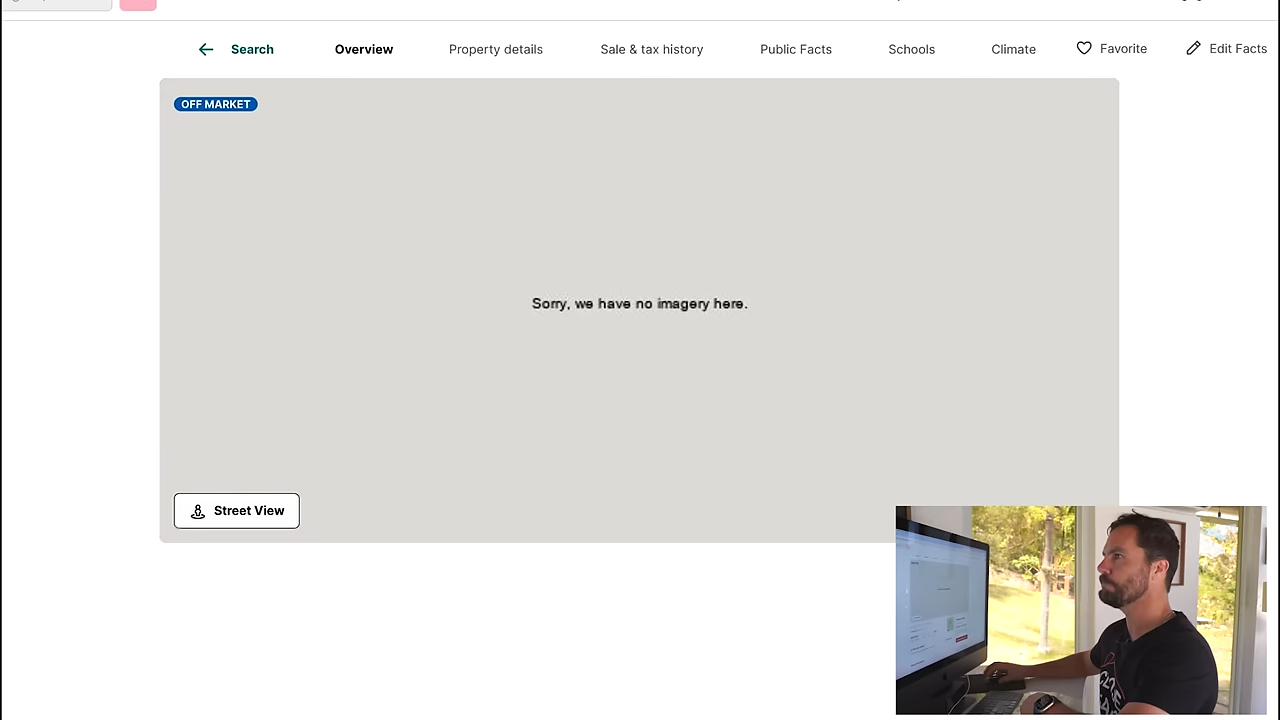 Search
Overview
Property details
Sale & tax history
Public Facts
Schools
Climate
Favorite
Edit Facts
OFF MARKET
Sorry, we have no imagery here.
Street View